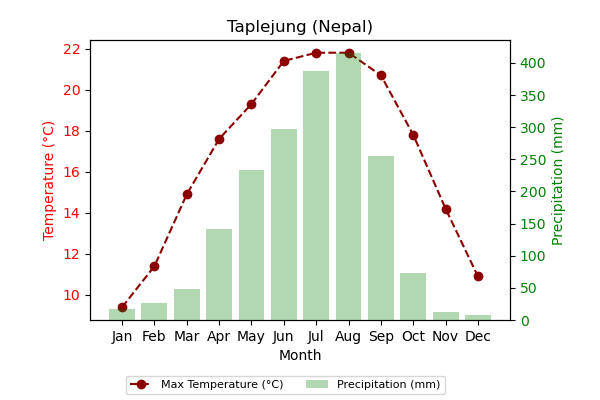 Taplejung (Nepal)
22
20
18
16
14
12
10
Temperature (°C)
400
350
300
250
200
150
100
50
0
Precipitation (mm)
Jan Feb Mar Apr May Jun Jul Aug Sep Oct Nov Dec
Month
Max Temperature (°C) Precipitation (mm)